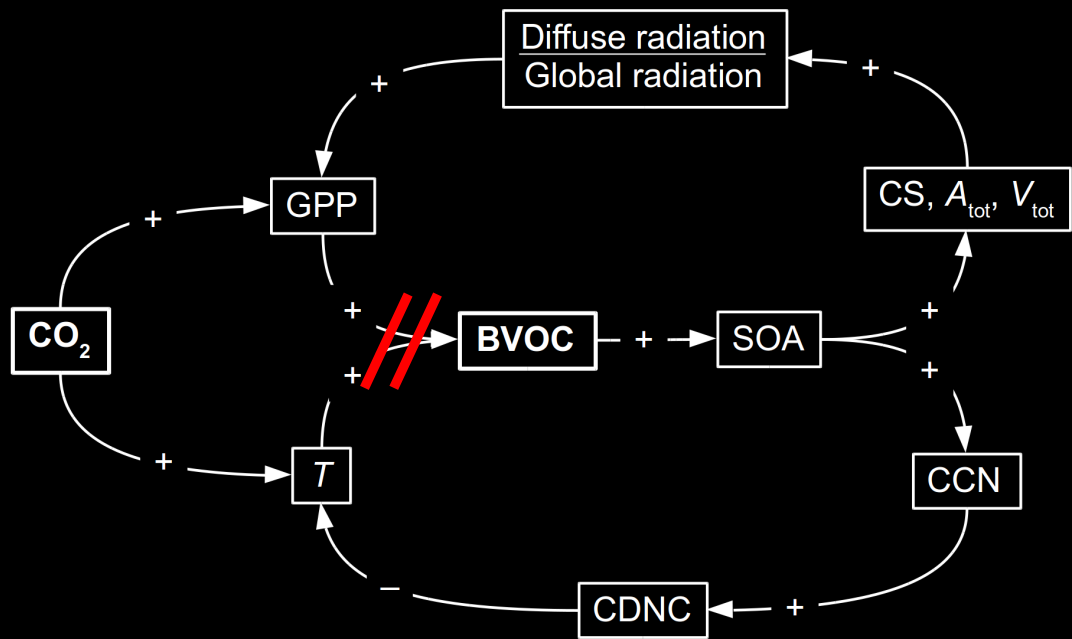 Diffuse radiation
Global radiation
+
+
GPP
CS, Atot, Vtot
+
CO2
+
+
BVOC
+
SOA
+
+
+
T
CCN
–
CDNC
+